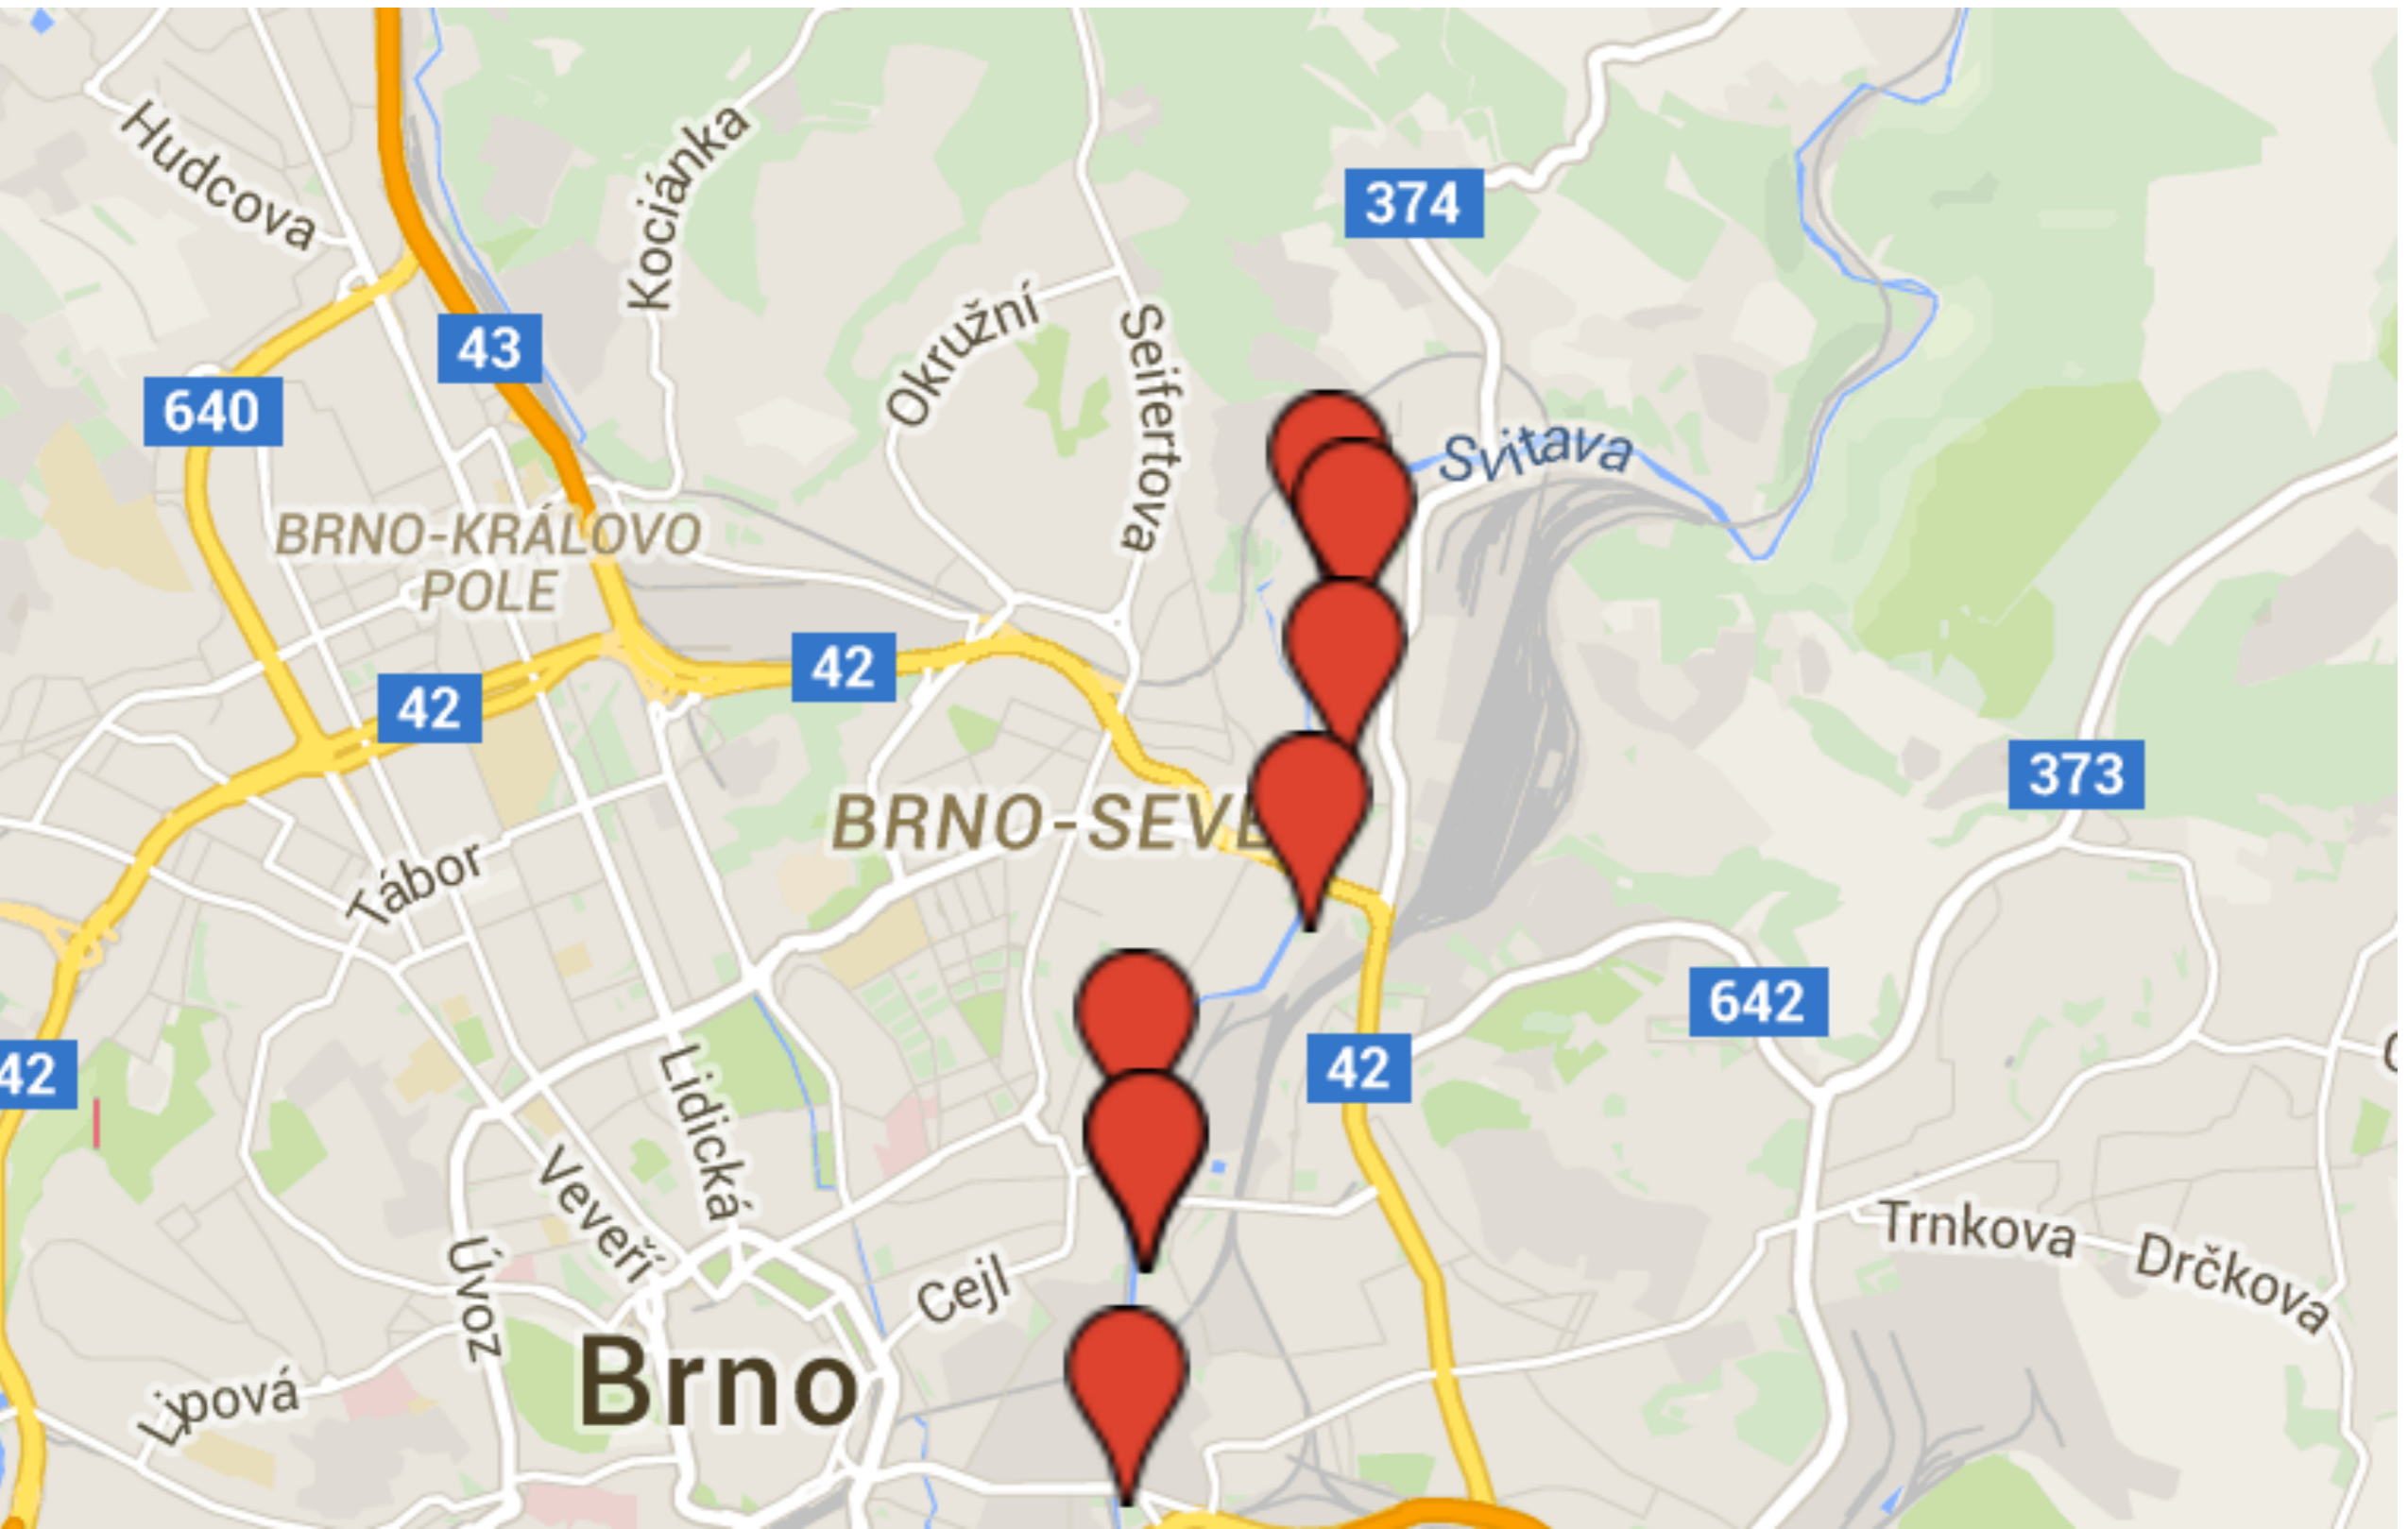 Hudcova
Kociánka
374
Okružní
Seifertova
43
640
Svitava
BRNO-KRÁLOVO
POLE
42
42
373
BRNO-SEVE
Tábor
642
42
42
Lidická
Veveří
Úvoz
Trnkova
Drčkova
Cejl
Brno
Lipová